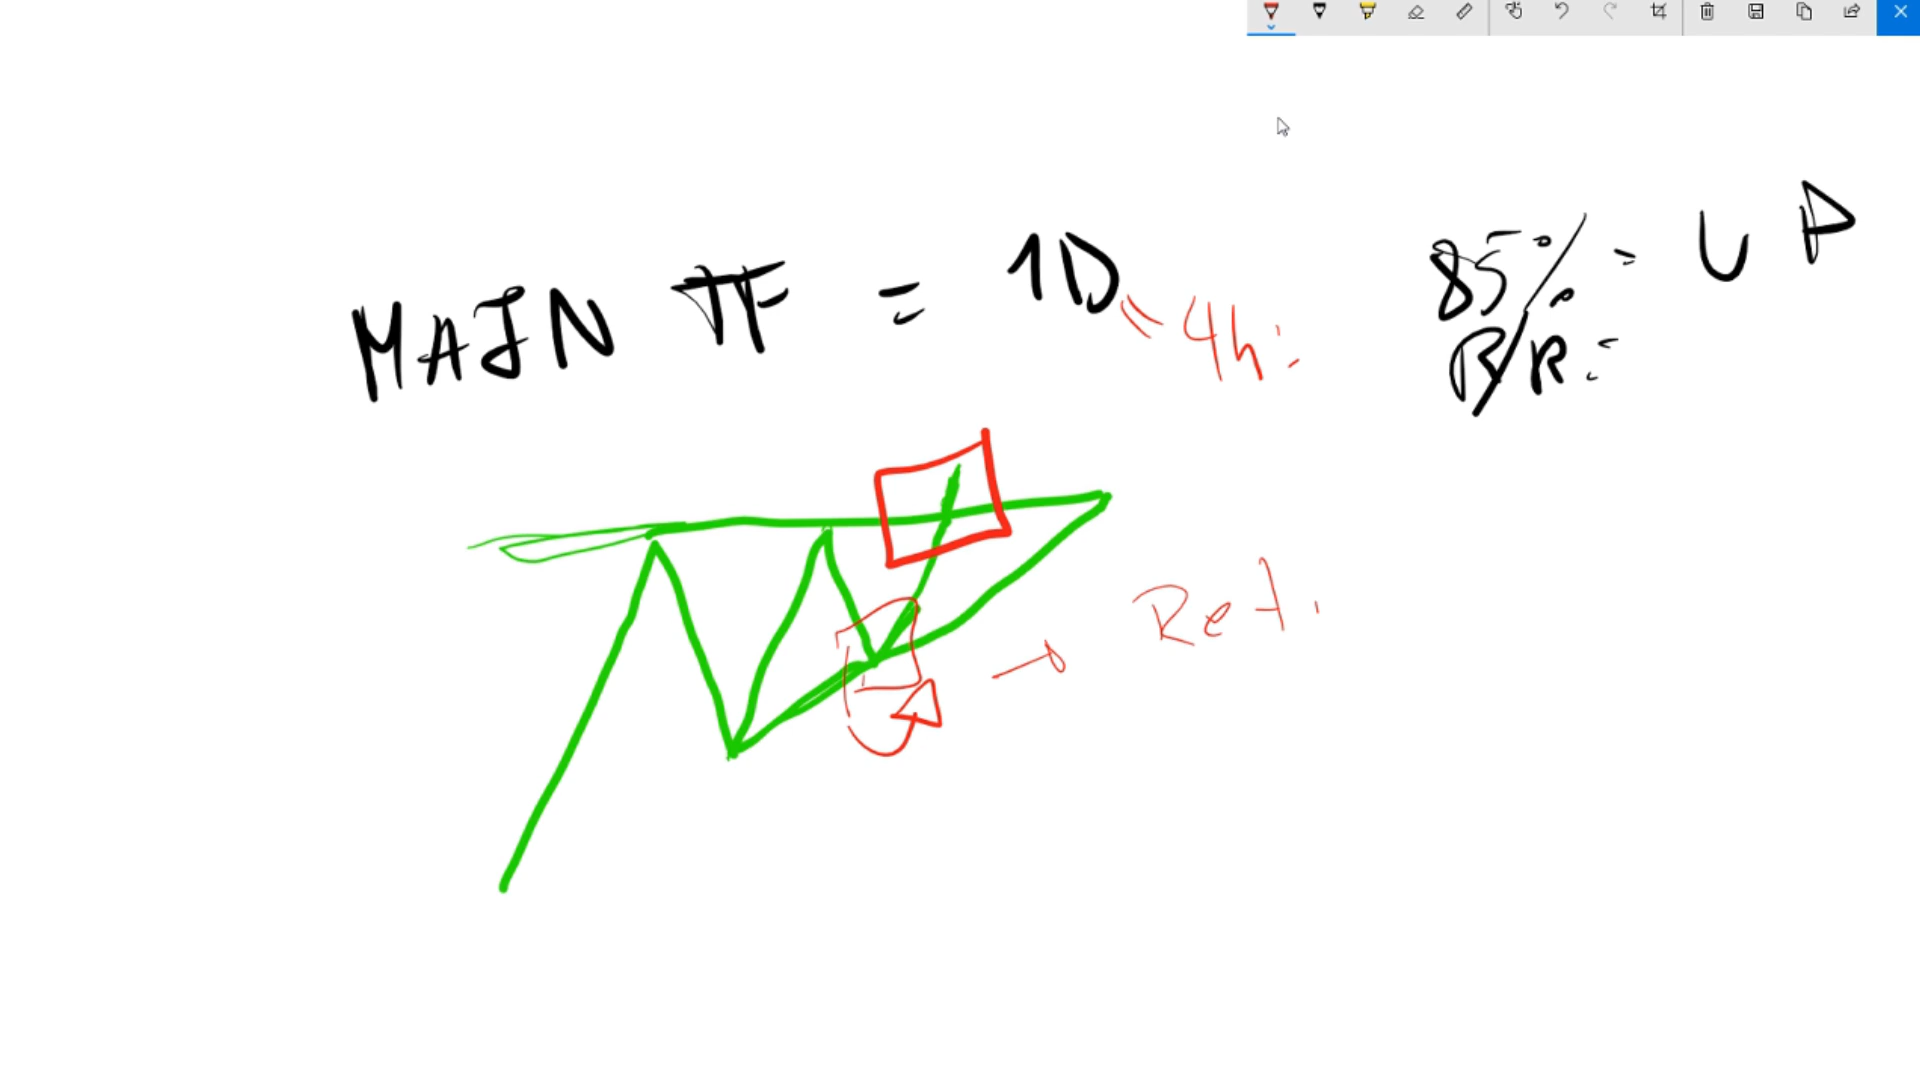 MAIN TF = 1D = 4h:
85% = UP
R/R:
→ Ret.